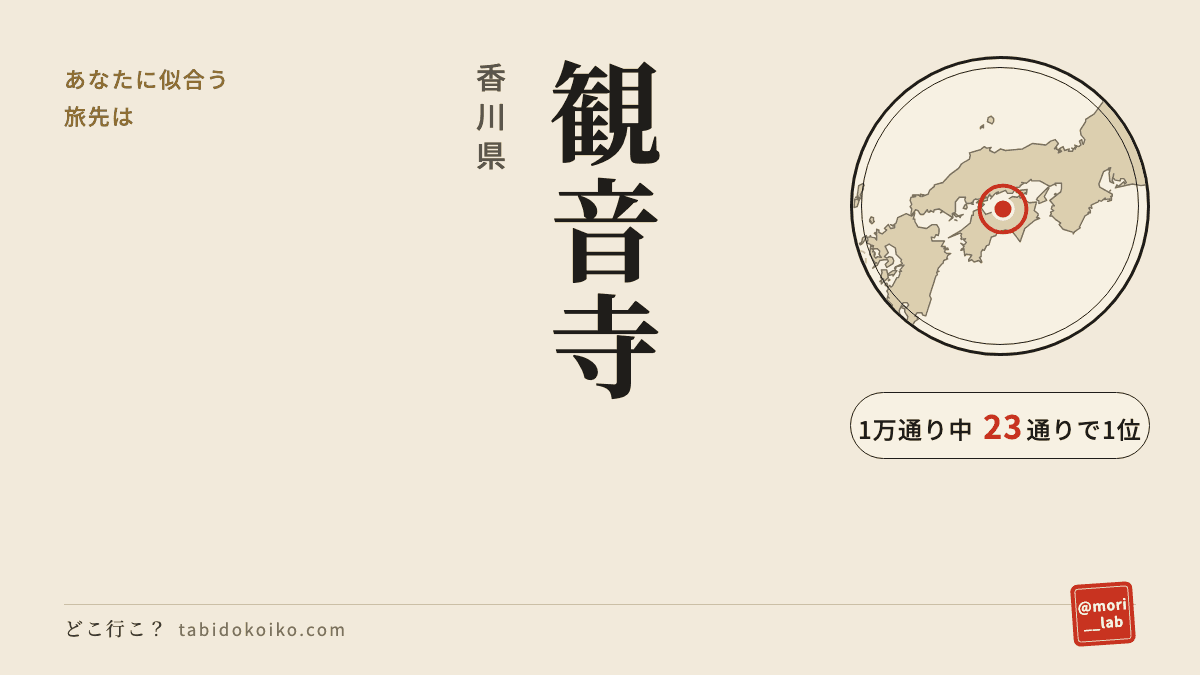 あなたに似合う
旅先は
観音寺
香川県
1万通り中 23通りで1位
どこ行こ？ tabidokoiko.com
@mori
__lab